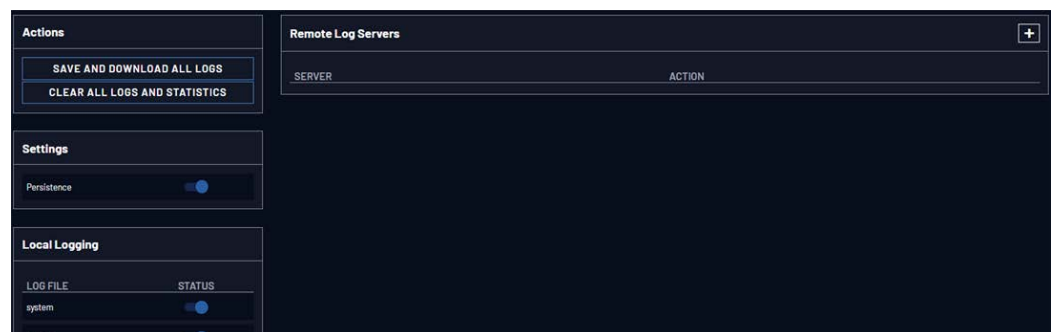 Actions
SAVE AND DOWNLOAD ALL LOGS
CLEAR ALL LOGS AND STATISTICS
Settings
Persistence
Local Logging
LOG FILE STATUS
system
Remote Log Servers +
SERVER ACTION